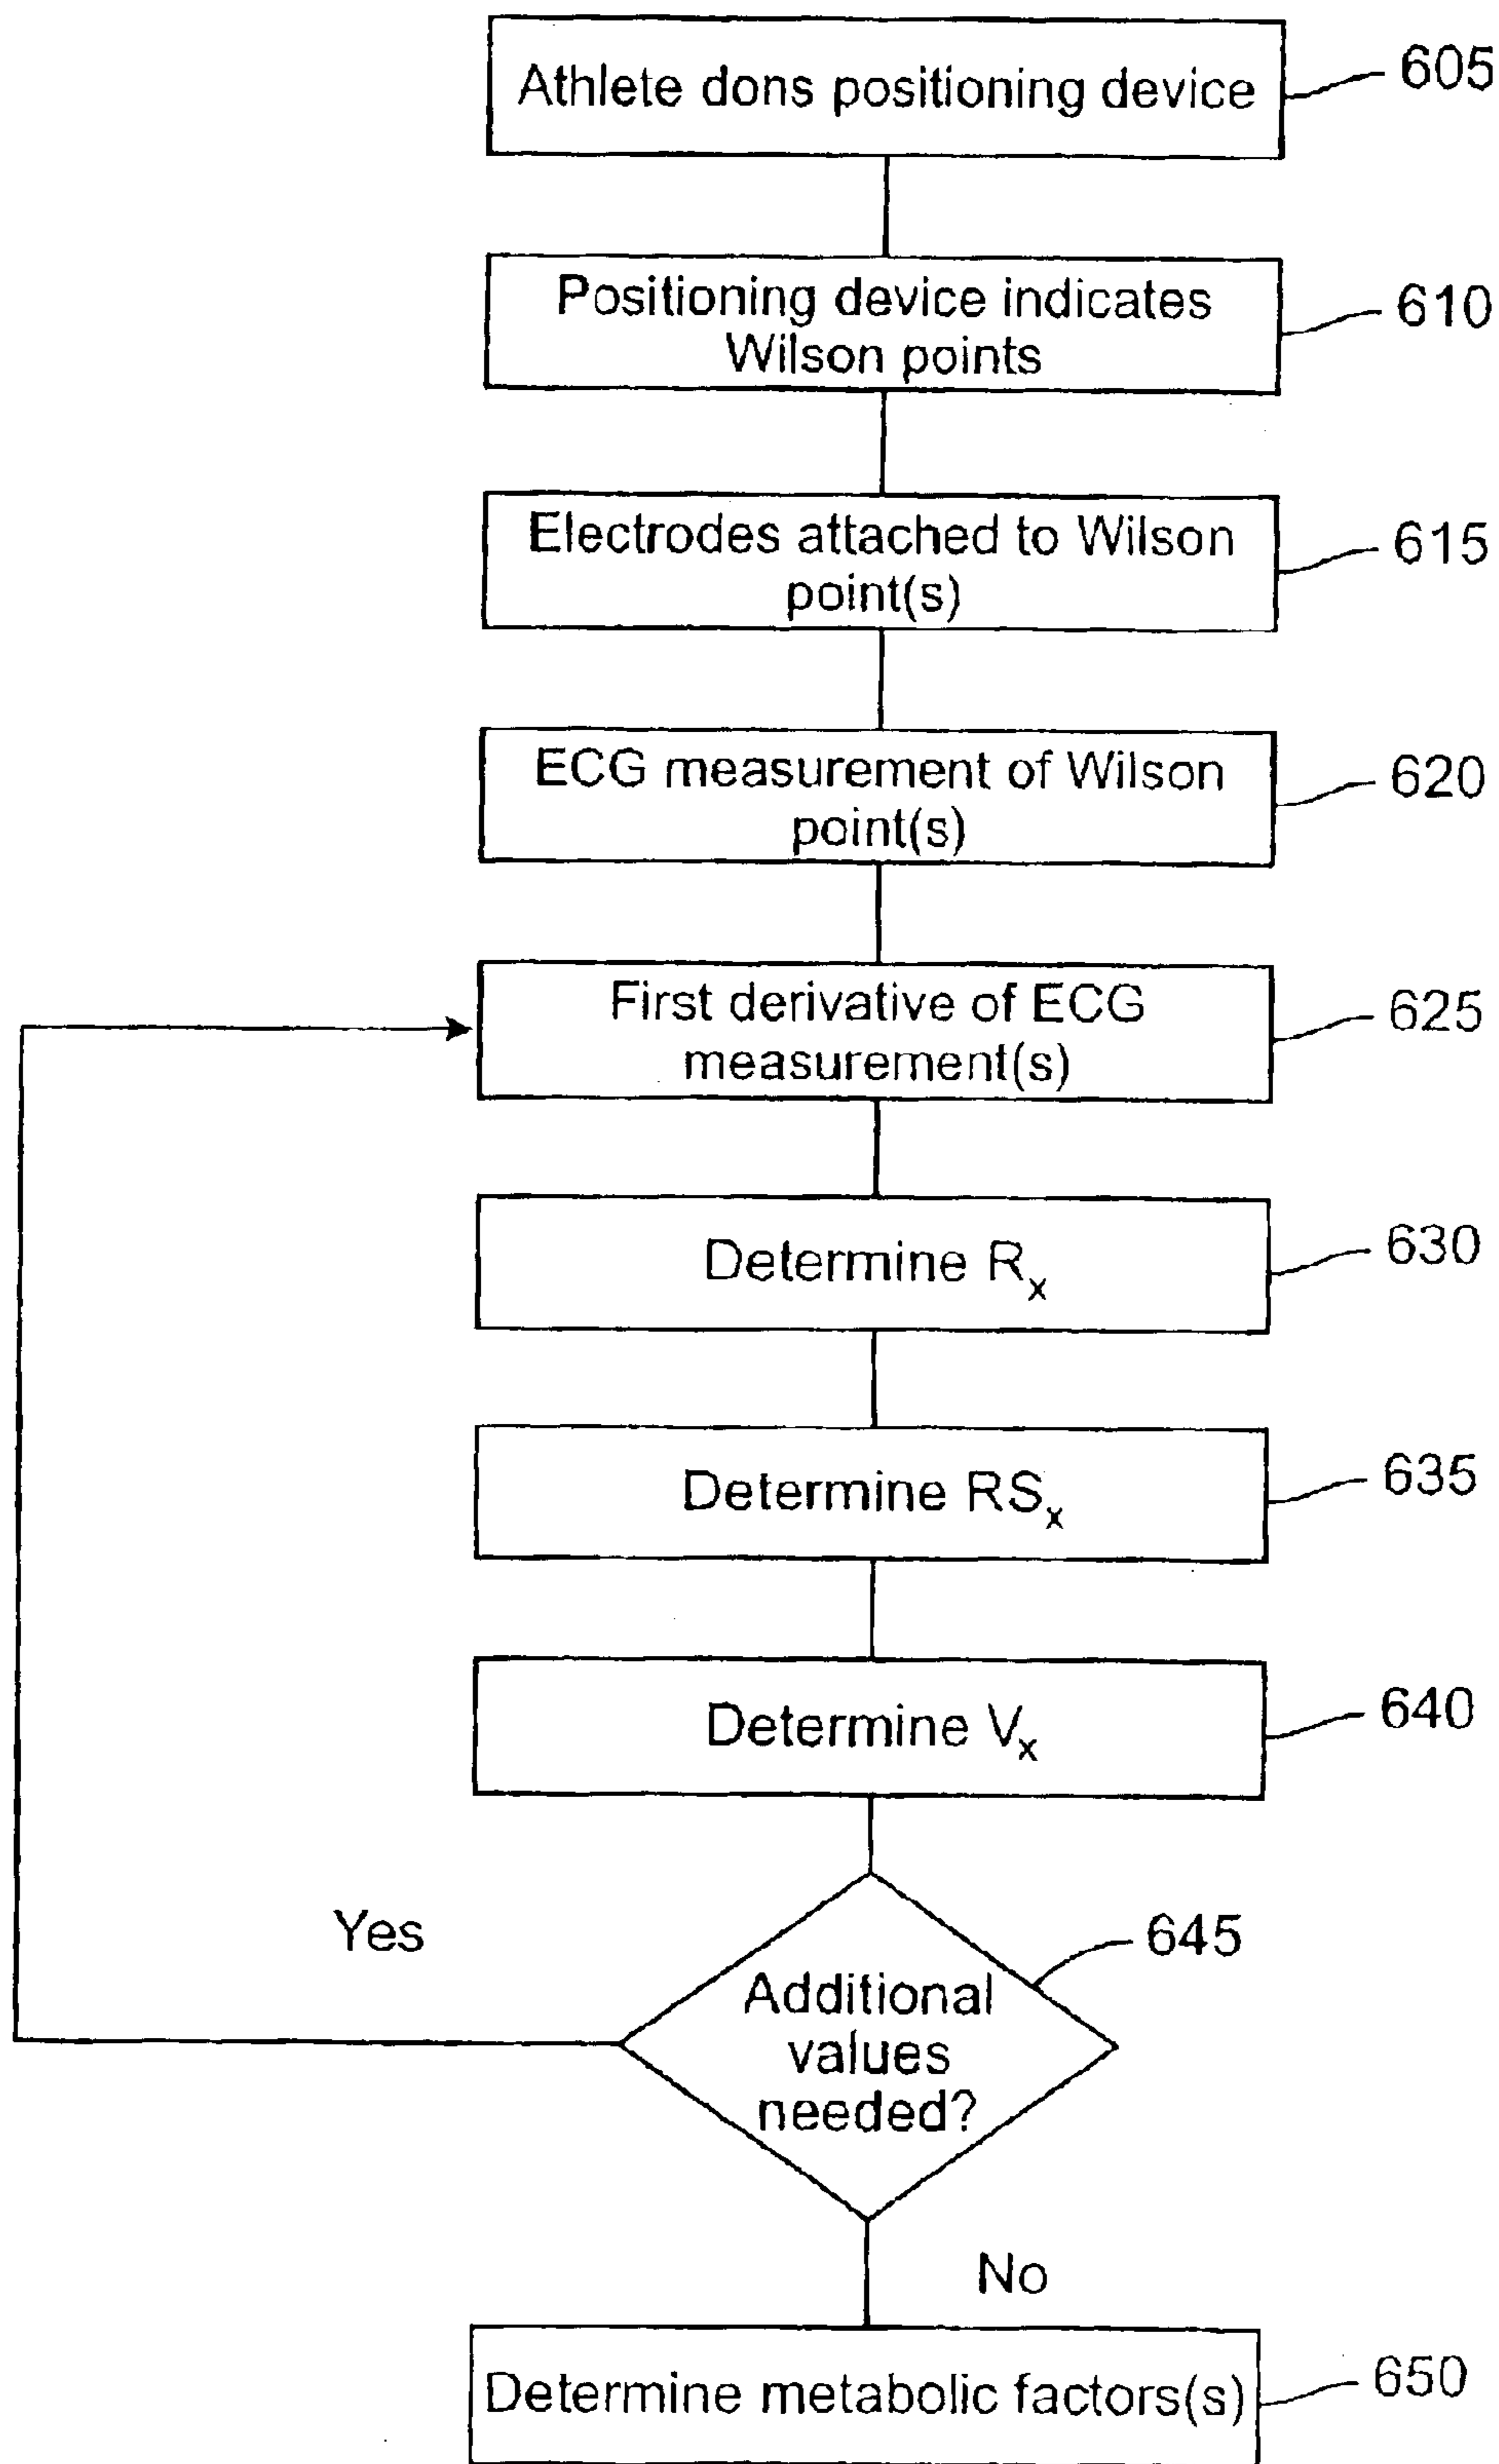 Athlete dons positioning device
605
Positioning device indicates
Wilson points
610
Electrodes attached to Wilson
point(s)
615
ECG measurement of Wilson
point(s)
620
First derivative of ECG
measurement(s)
625
Determine Rx
630
Determine RSx
635
Determine Vx
640
Yes
645
Additional
values
needed?
No
Determine metabolic factors(s)
650